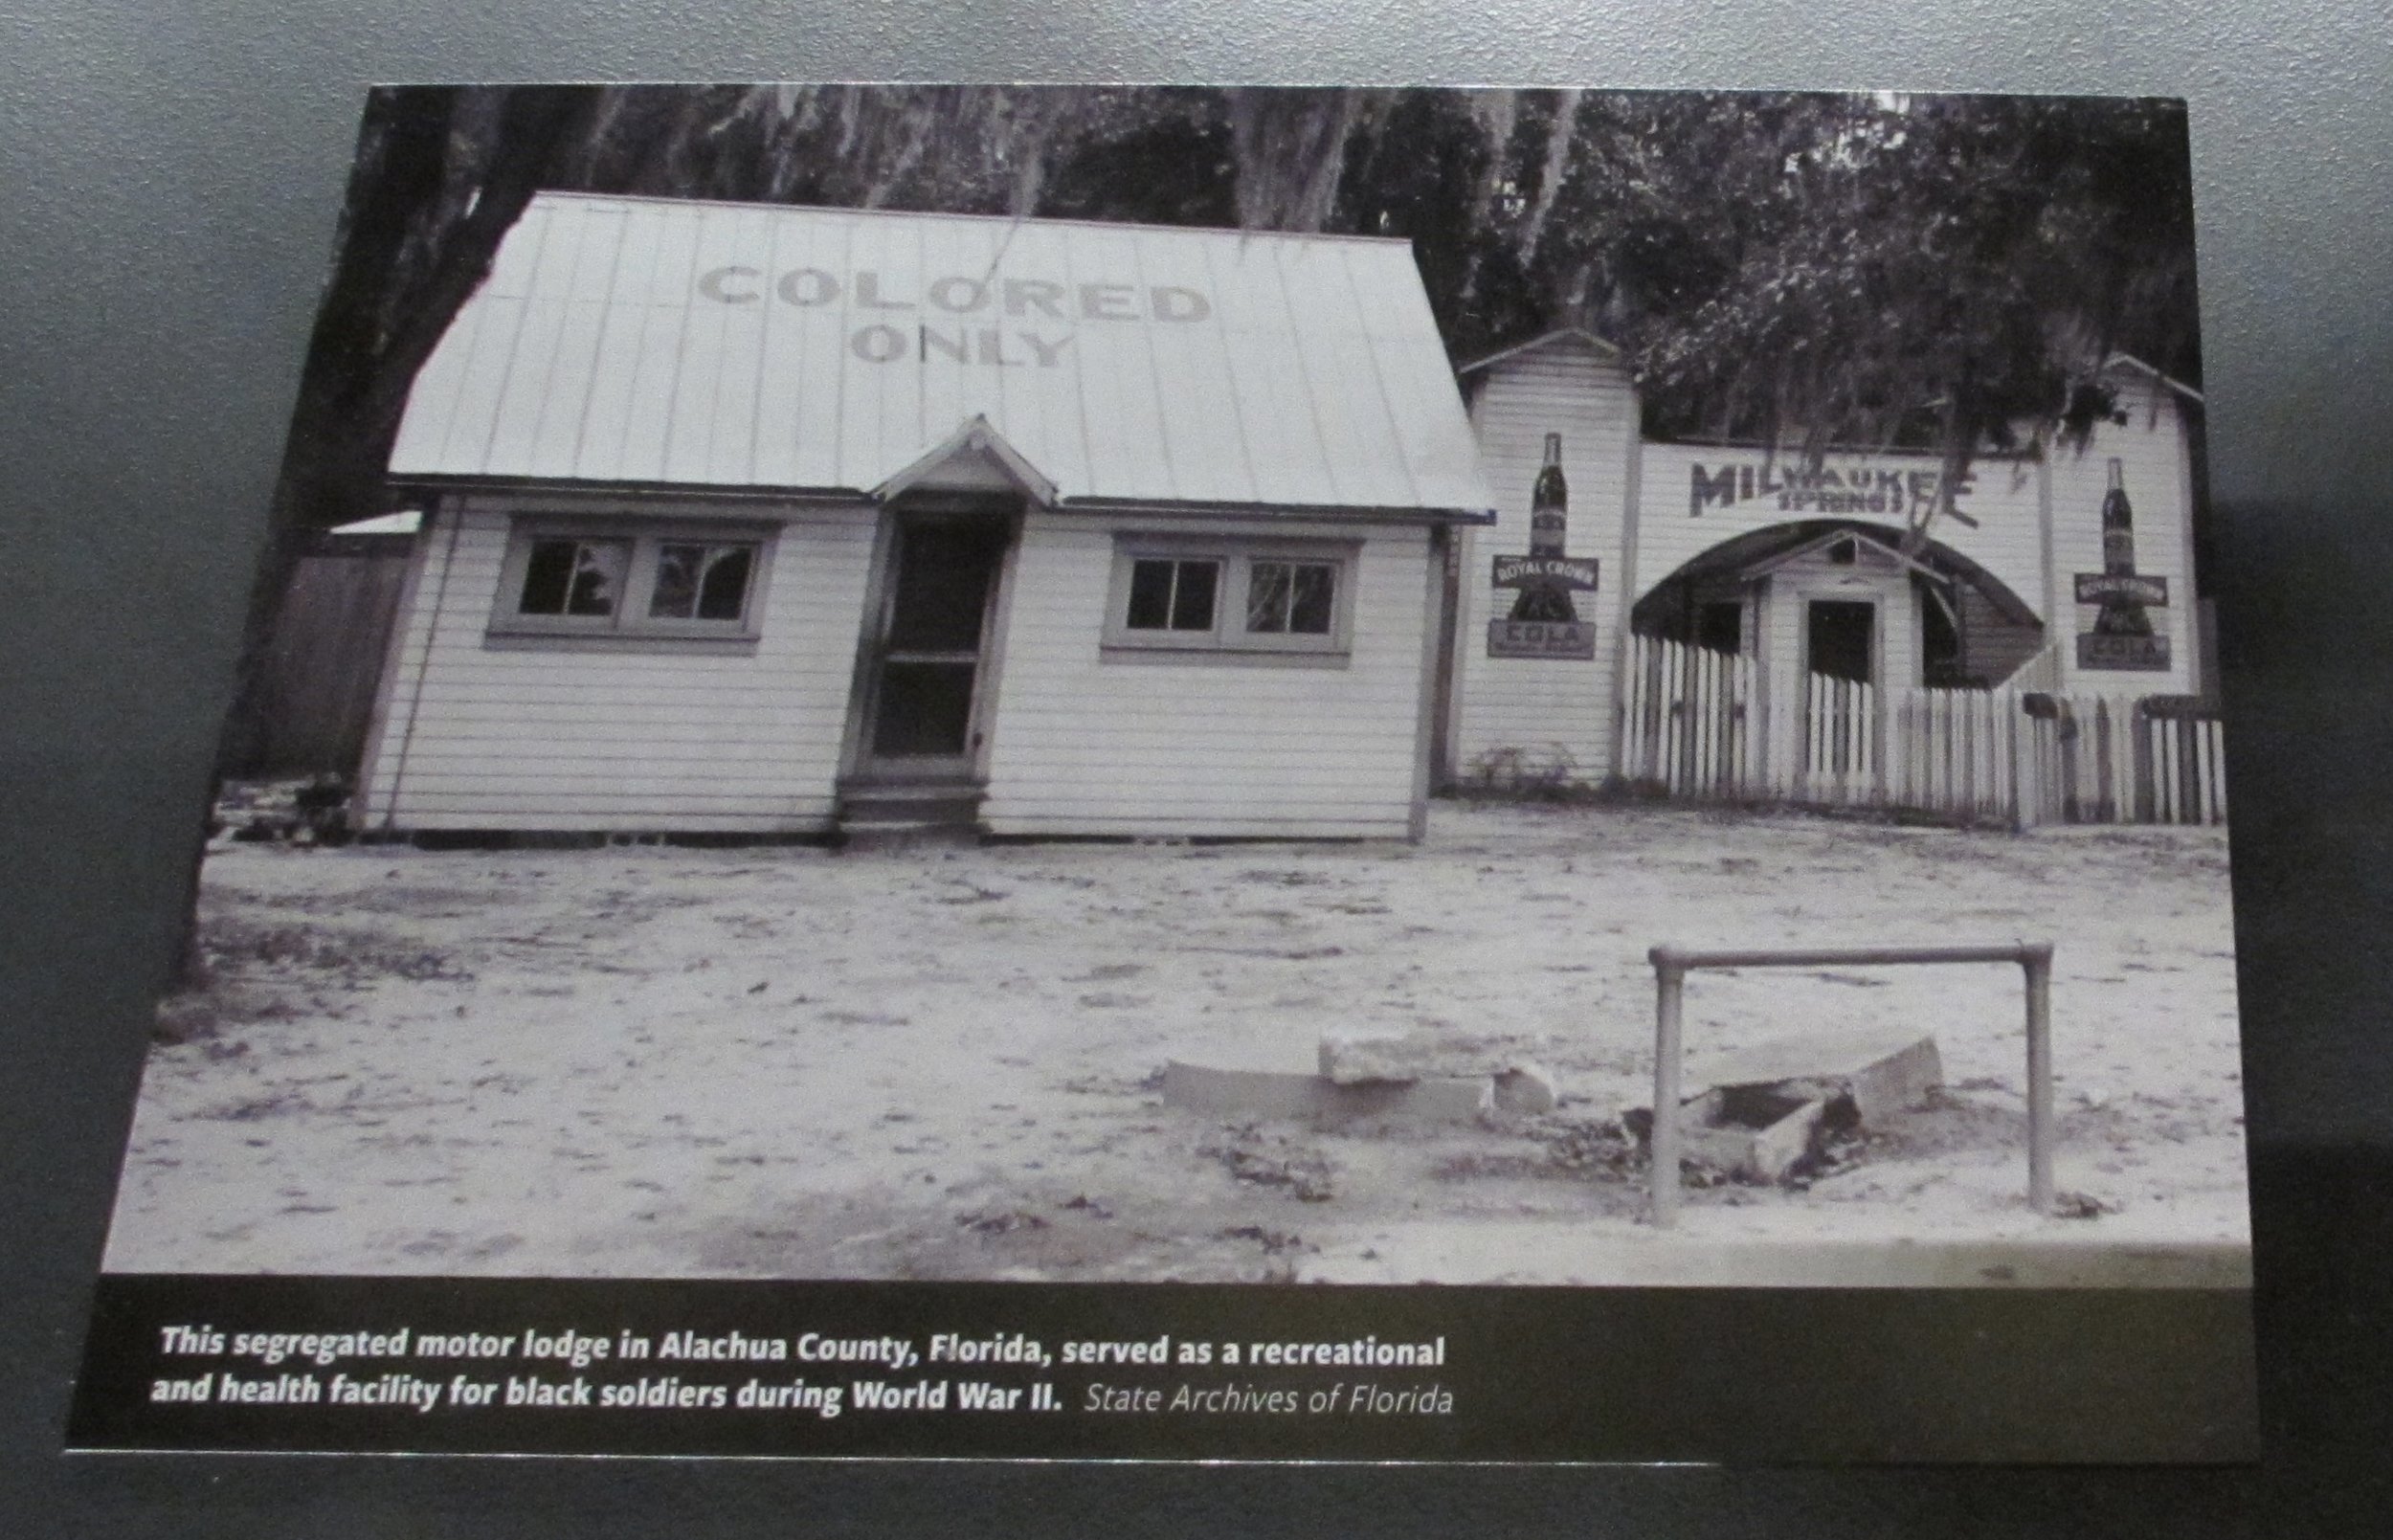 COLORED
ONLY
MILWAUKEE
SPRINGS
ROYAL CROWN
COLA
ROYAL CROWN
COLA
This segregated motor lodge in Alachua County, Florida, served as a recreational
and health facility for black soldiers during World War II. State Archives of Florida